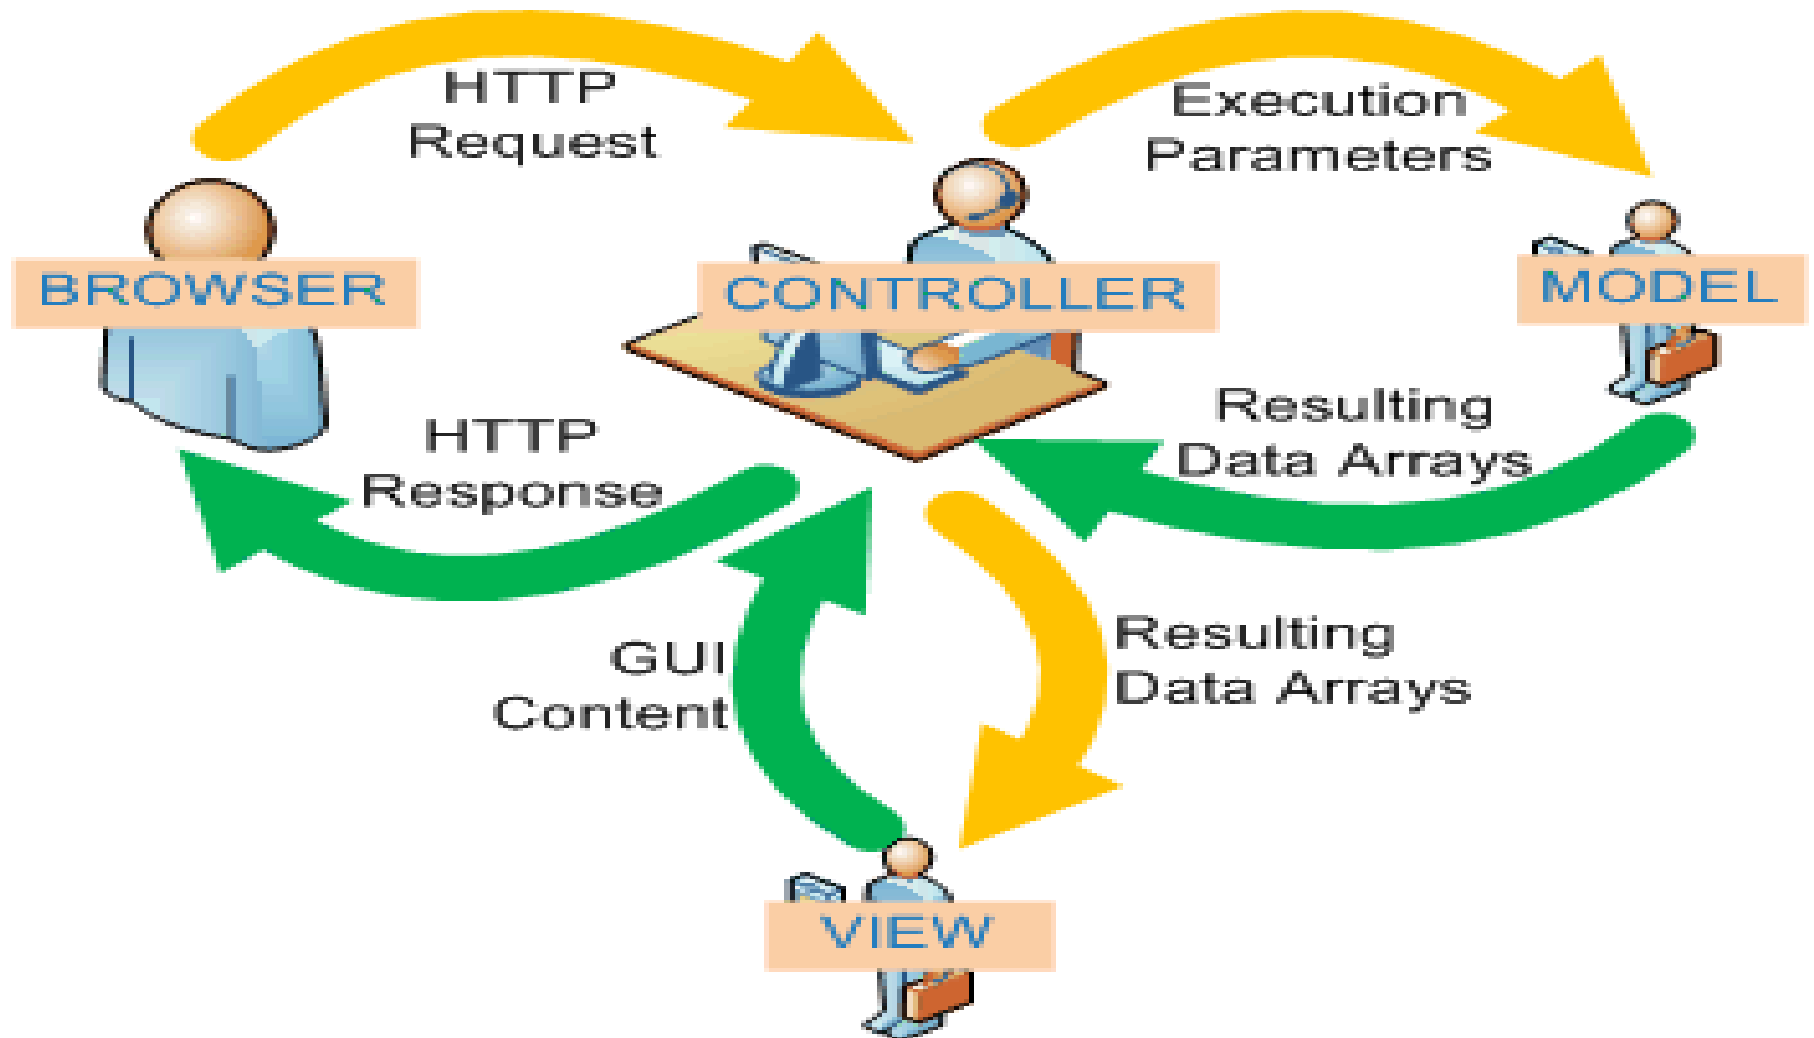 HTTP
Request
Execution
Parameters
BROWSER
CONTROLLER
MODEL
HTTP
Response
Resulting
Data Arrays
GUI
Content
Resulting
Data Arrays
VIEW